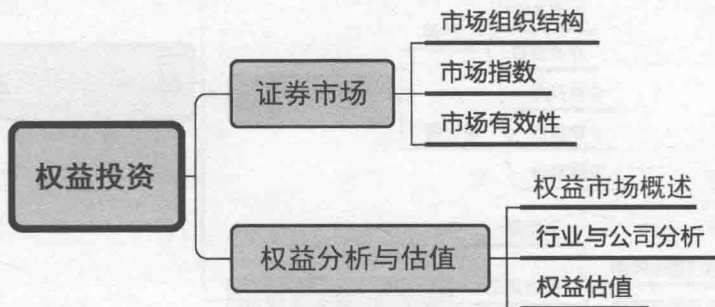 权益投资
证券市场
市场组织结构
市场指数
市场有效性
权益分析与估值
权益市场概述
行业与公司分析
权益估值